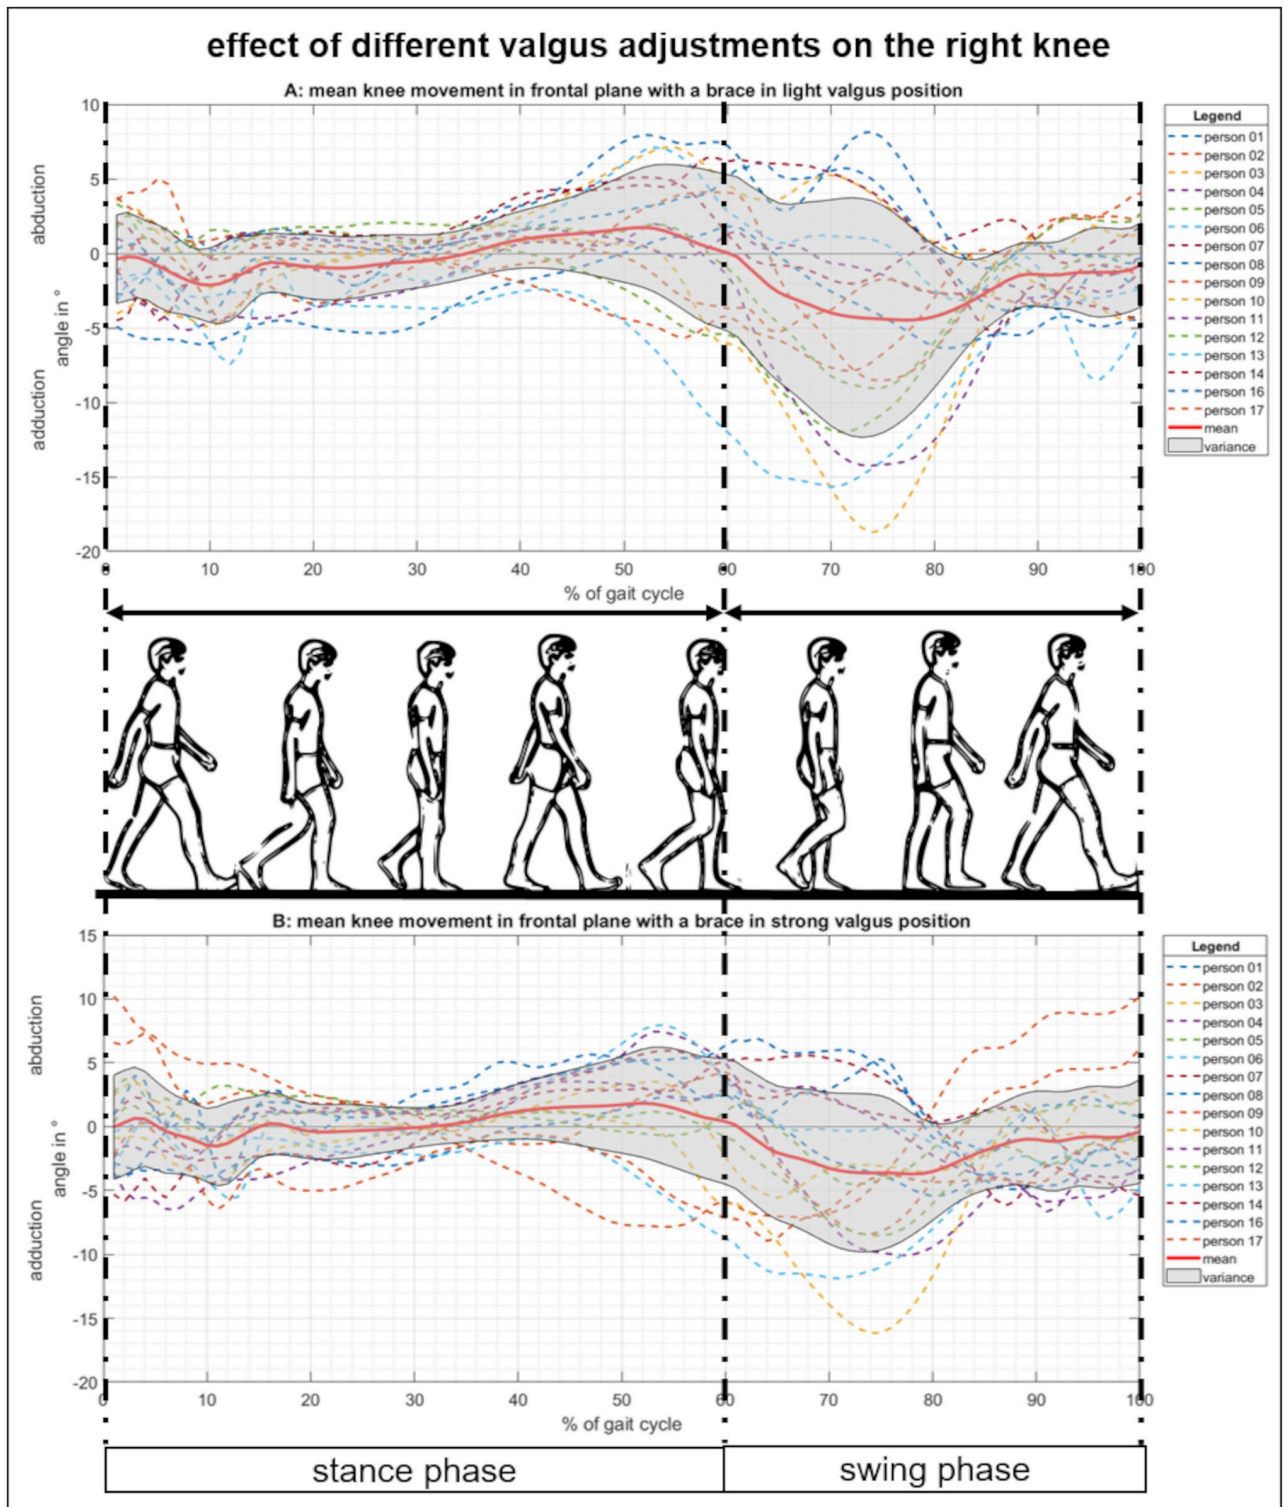 effect of different valgus adjustments on the right knee
A: mean knee movement in frontal plane with a brace in light valgus position
10
5
0
-5
-10
-15
-20
abduction
angle in °
adduction
0
10
20
30
40
50
60
70
80
90
100
% of gait cycle
Legend
person 01
person 02
person 03
person 04
person 05
person 06
person 07
person 08
person 09
person 10
person 11
person 12
person 13
person 14
person 16
person 17
mean
variance
B: mean knee movement in frontal plane with a brace in strong valgus position
15
10
5
0
-5
-10
-15
-20
abduction
angle in °
adduction
0
10
20
30
40
50
60
70
80
90
100
% of gait cycle
Legend
person 01
person 02
person 03
person 04
person 05
person 06
person 07
person 08
person 09
person 10
person 11
person 12
person 13
person 14
person 16
person 17
mean
variance
stance phase
swing phase